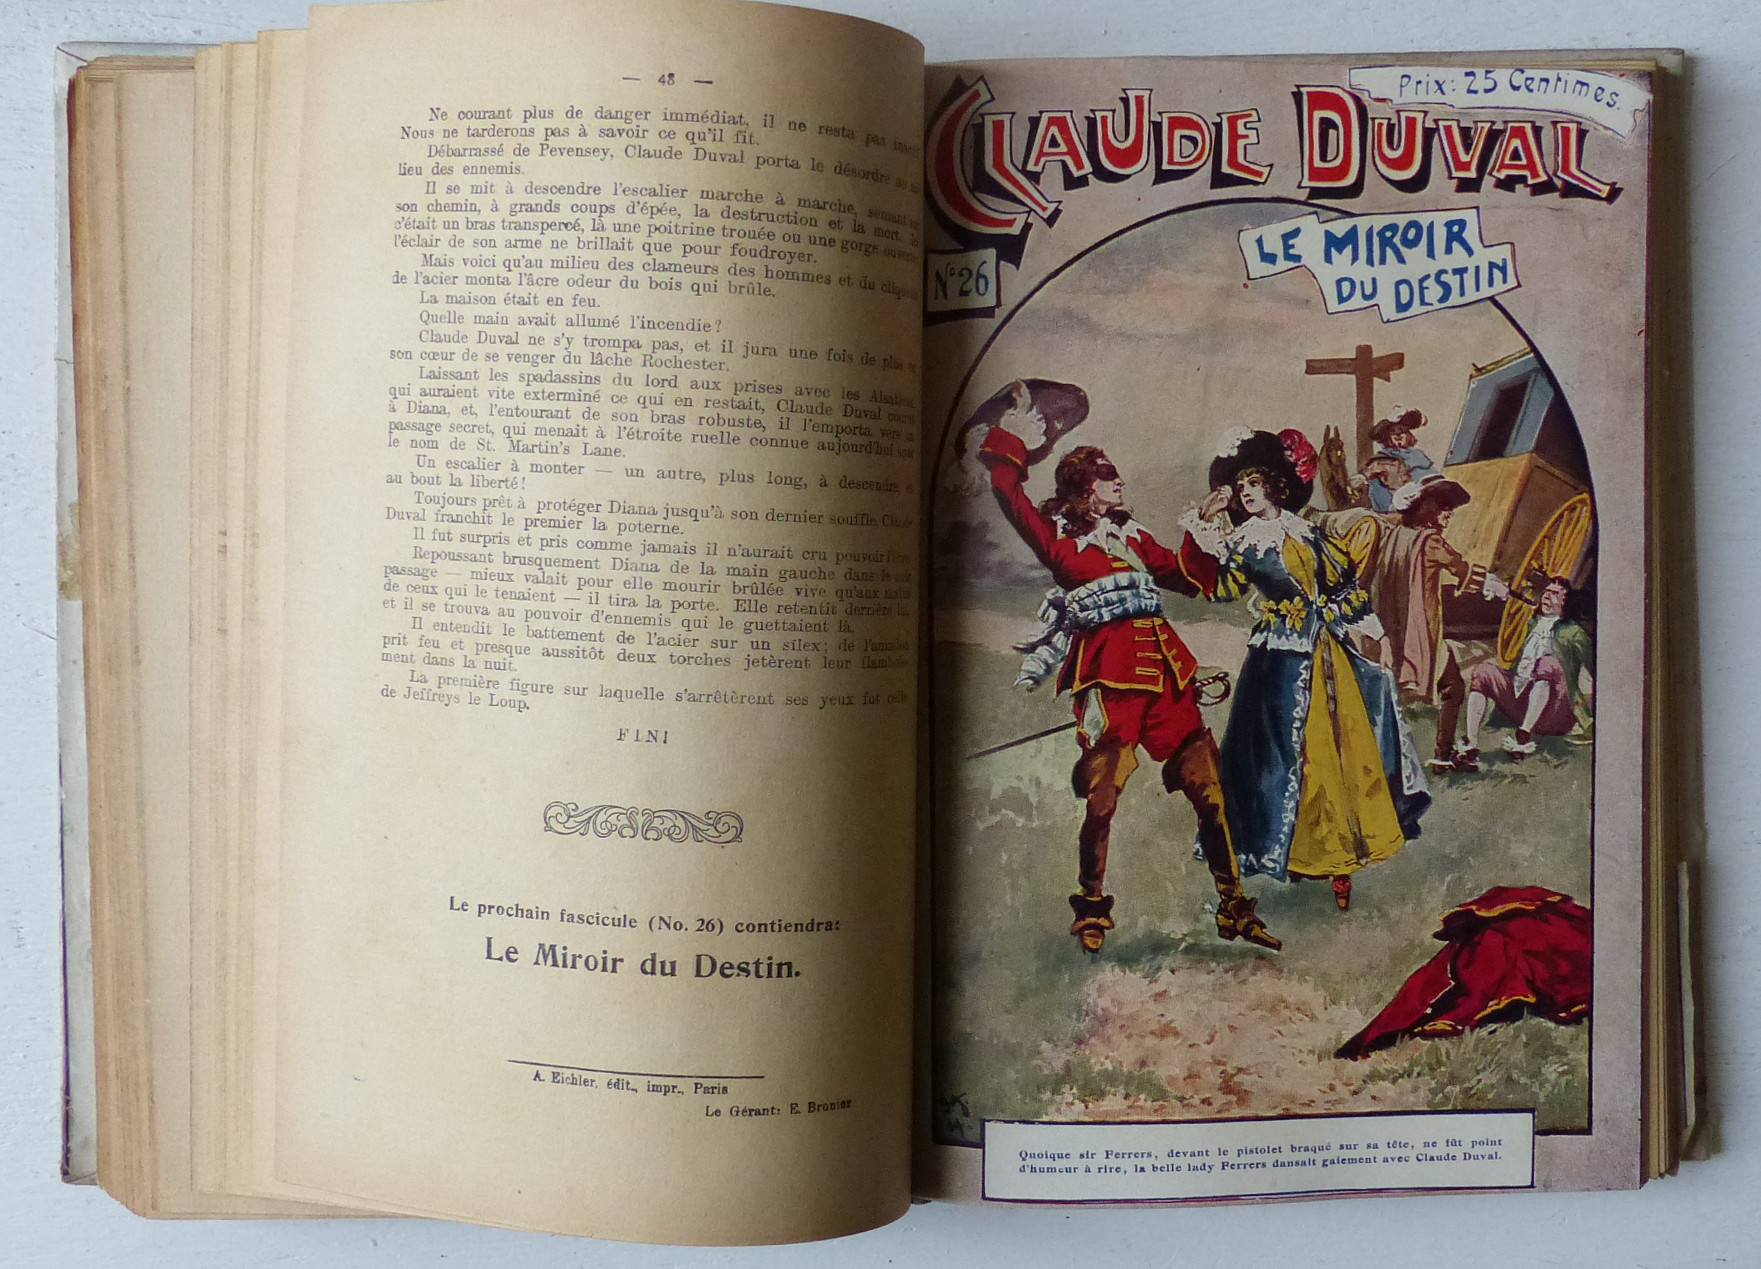 — 48 —
Ne courant plus de danger immédiat, il ne resta pas
Nous ne tarderons pas à savoir ce qu'il fit.
Débarrassé de Pevensey, Claude Duval porta le désordre au
lieu des ennemis.
Il se mit à descendre l'escalier marche à marche, semant
son chemin, à grands coups d'épée, la destruction et la mort.
c'était un bras transpercé, là une poitrine trouée ou une gorge
l'éclair de son arme ne brillait que pour foudroyer.
Mais voici qu'au milieu des clameurs des hommes et du
de l'acier monta l'âcre odeur du bois qui brûle.
La maison était en feu.
Quelle main avait allumé l'incendie?
Claude Duval ne s'y trompa pas, et il jura une fois de plus
son cœur de se venger du lâche Rochester.
Laissant les spadassins du lord aux prises avec les
qui auraient vite exterminé ce qui en restait, Claude Duval
à Diana, et, l'entourant de son bras robuste, il l'emporta vers
passage secret, qui menait à l'étroite ruelle connue aujourd'hui sous
le nom de St. Martin's Lane.
Un escalier à monter — un autre, plus long, à descendre,
au bout la liberté!
Toujours prêt à protéger Diana jusqu'à son dernier souffle,
Duval franchit le premier la poterne.
Il fut surpris et pris comme jamais il n'aurait cru pouvoir
Repoussant brusquement Diana de la main gauche dans le
passage — mieux valait pour elle mourir brûlée vive qu'aux
de ceux qui le tenaient — il tira la porte. Elle retentit derrière
et il se trouva au pouvoir d'ennemis qui le guettaient là.
Il entendit le battement de l'acier sur un silex; de
prit feu et presque aussitôt deux torches jetèrent leur
ment dans la nuit.
La première figure sur laquelle s'arrêtèrent ses yeux fut celle
de Jeffreys le Loup.
FINI
Le prochain fascicule (No. 26) contiendra:
Le Miroir du Destin.
A. Eichler, édit., impr., Paris
Le Gérant: E. Bronier
Prix: 25 Centimes.
CLAUDE DUVAL
No 26
LE MIROIR
DU DESTIN
Quoique sir Ferrers, devant le pistolet braqué sur sa tête, ne fût point
d'humeur à rire, la belle lady Ferrers dansait gaiement avec Claude Duval.